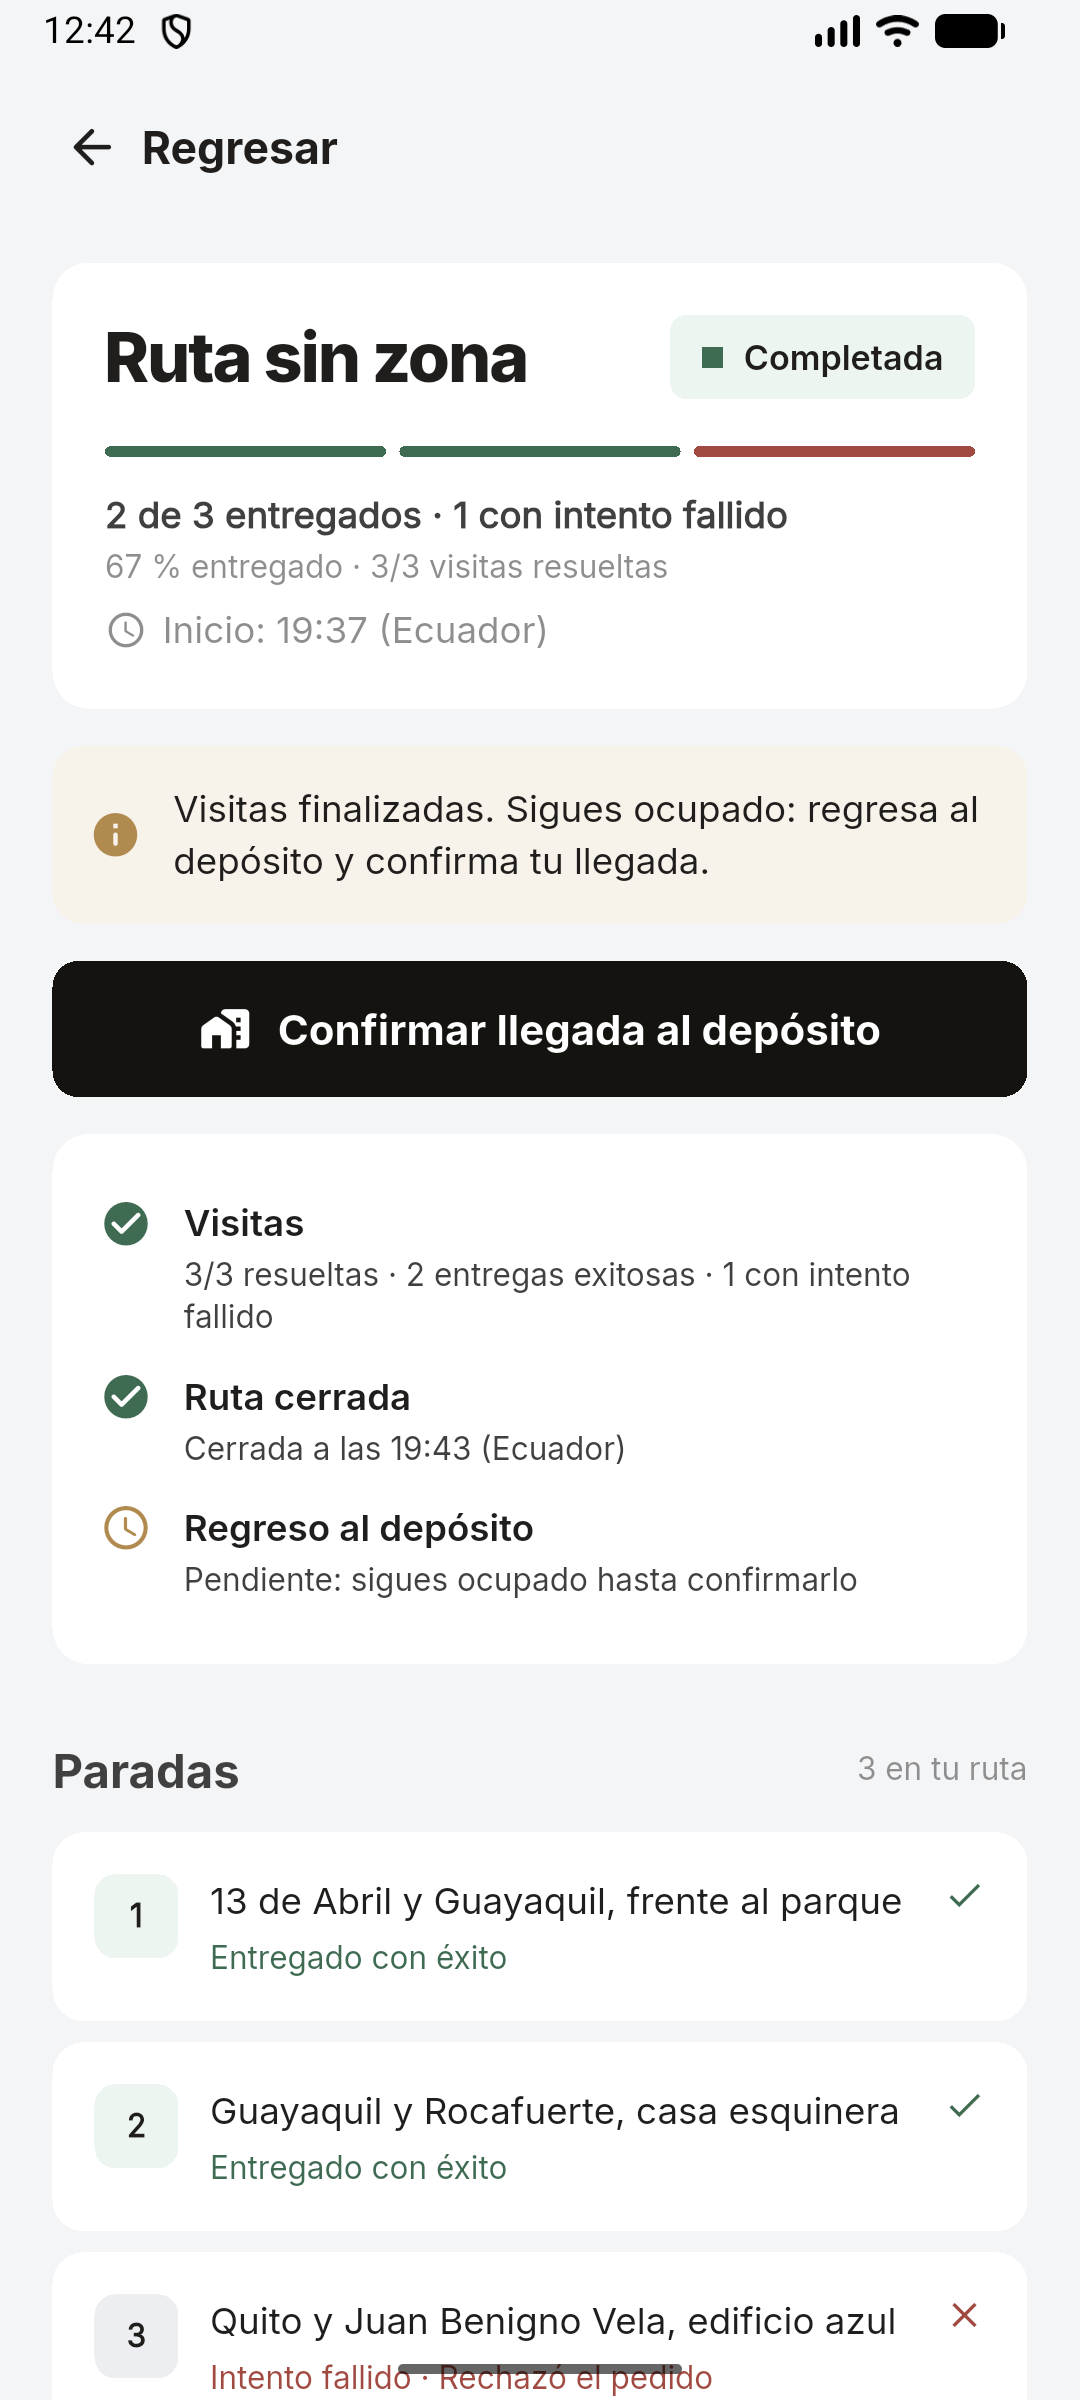 12:42
Regresar
Ruta sin zona
Completada
2 de 3 entregados · 1 con intento fallido
67 % entregado · 3/3 visitas resueltas
Inicio: 19:37 (Ecuador)
Visitas finalizadas. Sigues ocupado: regresa al
depósito y confirma tu llegada.
Confirmar llegada al depósito
Visitas
3/3 resueltas · 2 entregas exitosas · 1 con intento
fallido
Ruta cerrada
Cerrada a las 19:43 (Ecuador)
Regreso al depósito
Pendiente: sigues ocupado hasta confirmarlo
Paradas
3 en tu ruta
1
13 de Abril y Guayaquil, frente al parque
Entregado con éxito
2
Guayaquil y Rocafuerte, casa esquinera
Entregado con éxito
3
Quito y Juan Benigno Vela, edificio azul
Intento fallido · Rechazó el pedido